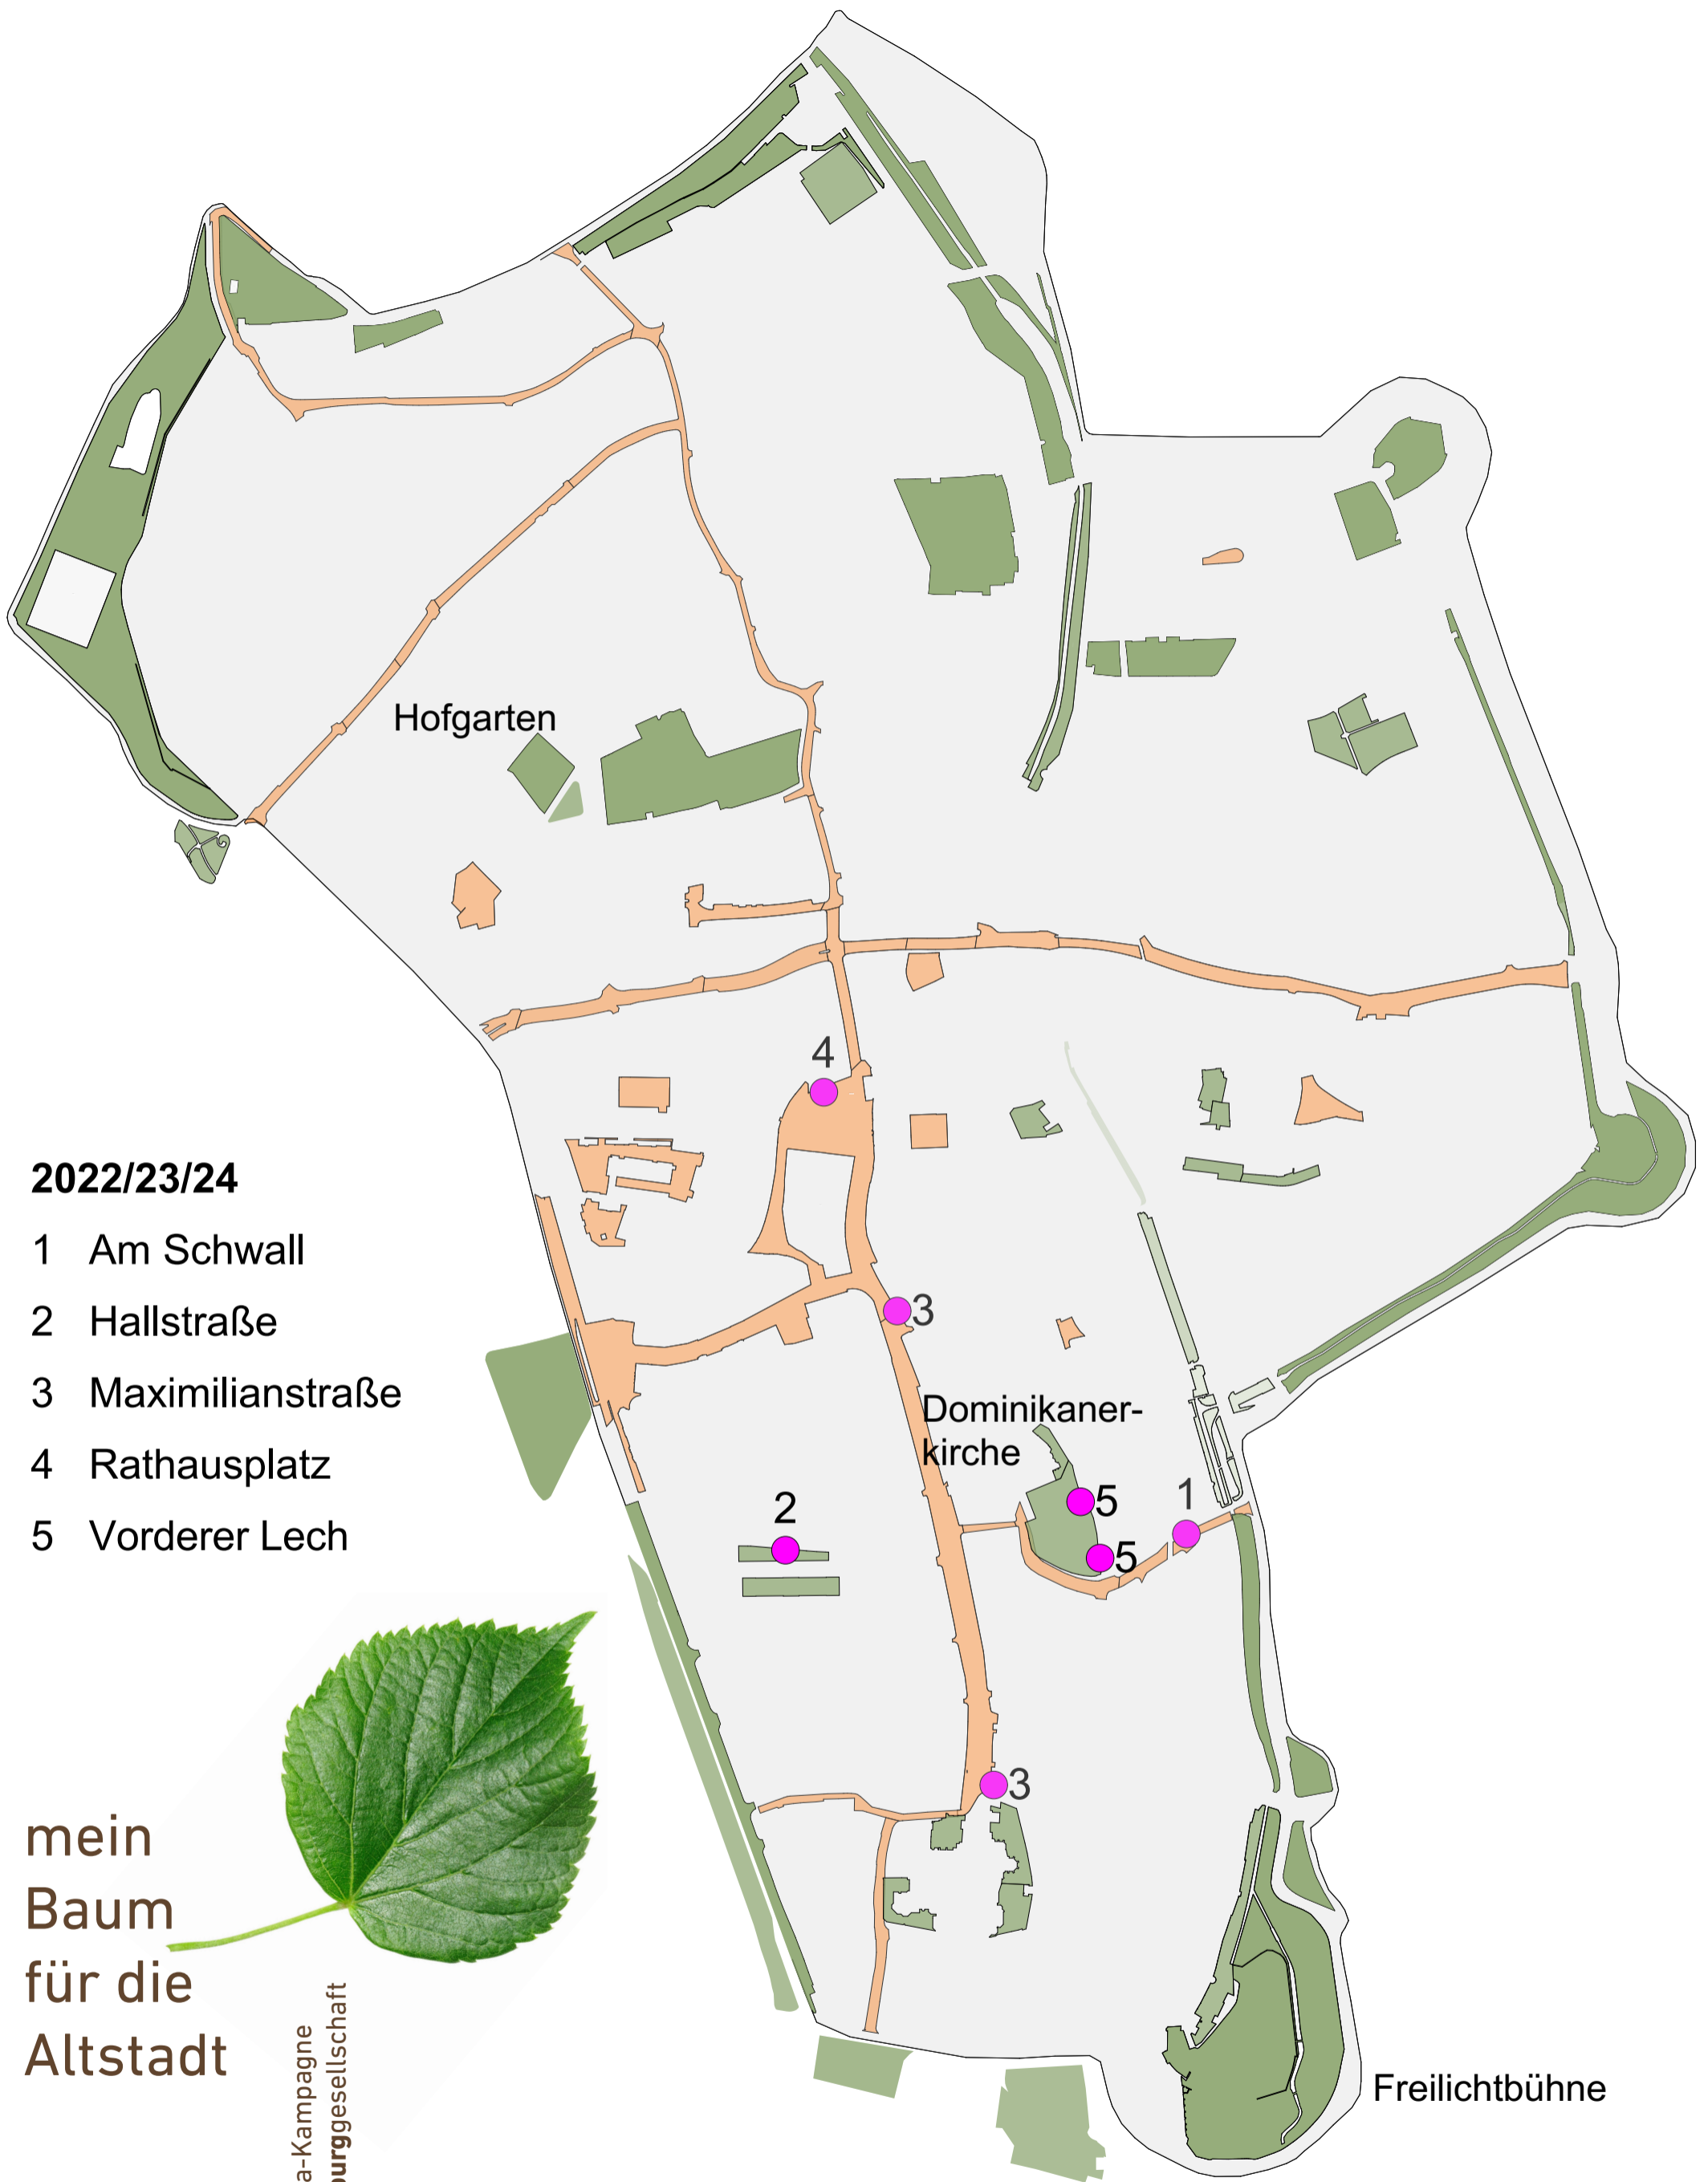 Hofgarten
4
2022/23/24
1 Am Schwall
2 Hallstraße
3 Maximilianstraße
4 Rathausplatz
5 Vorderer Lech
3
Dominikaner-
kirche
5
1
2
5
3
mein
Baum
für die
Altstadt
Freilichtbühne